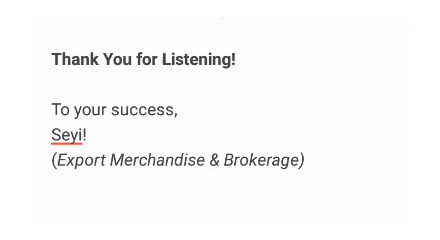 Thank You for Listening!
To your success,
Seyi!
(Export Merchandise & Brokerage)